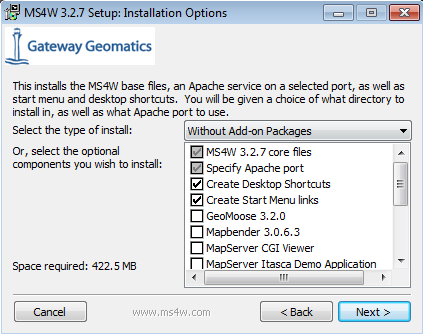 MS4W 3.2.7 Setup: Installation Options
Gateway Geomatics
This installs the MS4W base files, an Apache service on a selected port, as well as
start menu and desktop shortcuts. You will be given a choice of what directory to
install in, as well as what Apache port to use.
Select the type of install:
Without Add-on Packages
Or, select the optional
components you wish to install:
MS4W 3.2.7 core files
Specify Apache port
Create Desktop Shortcuts
Create Start Menu links
GeoMoose 3.2.0
Mapbender 3.0.6.3
MapServer CGI Viewer
MapServer Itasca Demo Application
Space required: 422.5 MB
Cancel
www.ms4w.com
< Back
Next >